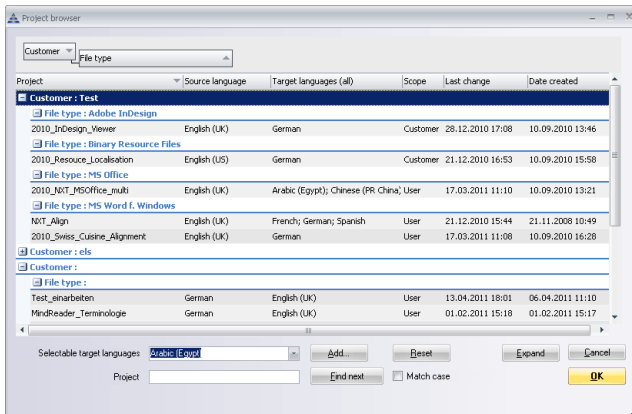 Project browser
Customer
File type
Project Source language Target languages (all) Scope Last change Date created
Customer : Test
File type : Adobe InDesign
2010_InDesign_Viewer English (UK) German Customer 28.12.2010 17:08 10.09.2010 13:46
File type : Binary Resource Files
2010_Resouce_Localisation English (US) German Customer 21.12.2010 16:53 10.09.2010 15:58
File type : MS Office
2010_NXT_MSOffice_multi English (UK) Arabic (Egypt); Chinese (PR China) User 17.03.2011 11:10 10.09.2010 13:21
File type : MS Word f. Windows
NXT_Align English (UK) French; German; Spanish User 21.12.2010 15:44 21.11.2008 10:49
2010_Swiss_Cuisine_Alignment English (UK) German User 17.03.2011 11:08 10.09.2010 16:28
Customer : els
Customer :
File type :
Test_einarbeiten German English (UK) User 13.04.2011 18:01 06.04.2011 11:10
MindReader_Terminologie German English (UK) User 01.02.2011 15:18 01.02.2011 15:17
Selectable target languages Arabic (Egypt) Add... Reset Expand Cancel
Project Find next Match case OK